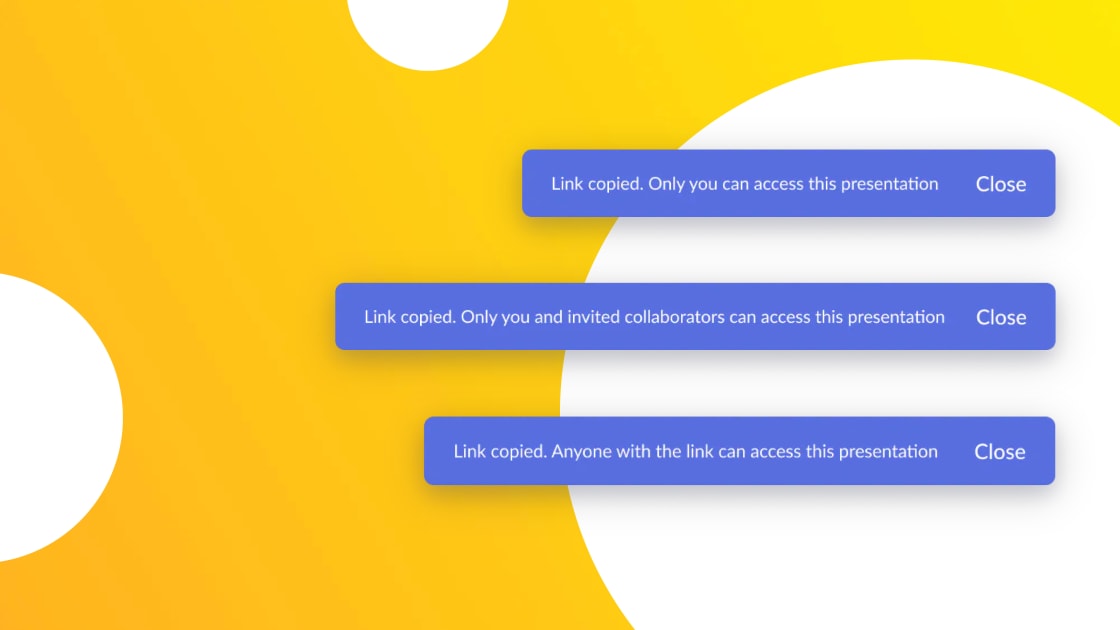 Link copied. Only you can access this presentation Close
Link copied. Only you and invited collaborators can access this presentation Close
Link copied. Anyone with the link can access this presentation Close